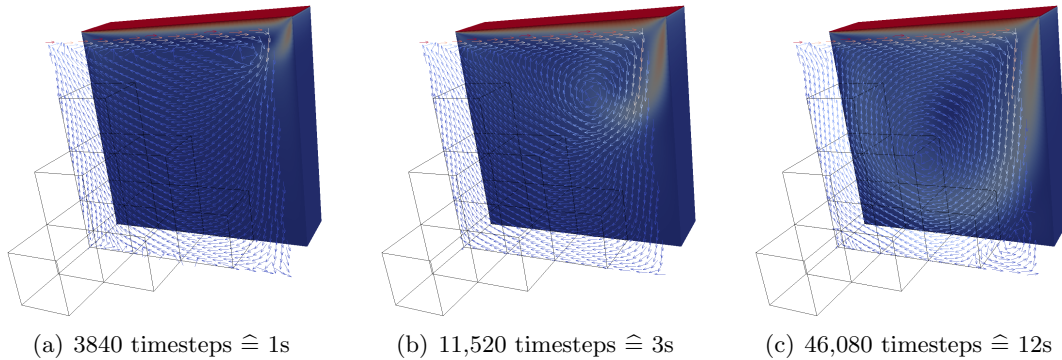 (a) 3840 timesteps ≙ 1s
(b) 11,520 timesteps ≙ 3s
(c) 46,080 timesteps ≙ 12s